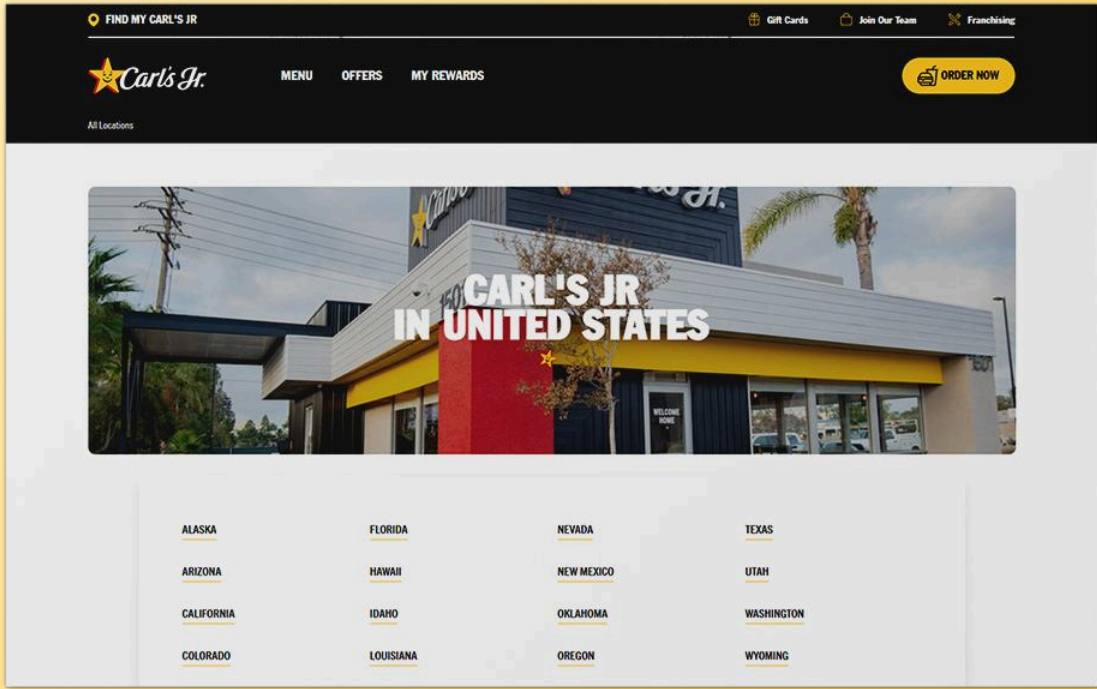 FIND MY CARL'S JR
Gift Cards
Join Our Team
Franchising
Carl's Jr.
MENU
OFFERS
MY REWARDS
ORDER NOW
All Locations
CARL'S JR
IN UNITED STATES
WELCOME
HOME
ALASKA
FLORIDA
NEVADA
TEXAS
ARIZONA
HAWAII
NEW MEXICO
UTAH
CALIFORNIA
IDAHO
OKLAHOMA
WASHINGTON
COLORADO
LOUISIANA
OREGON
WYOMING